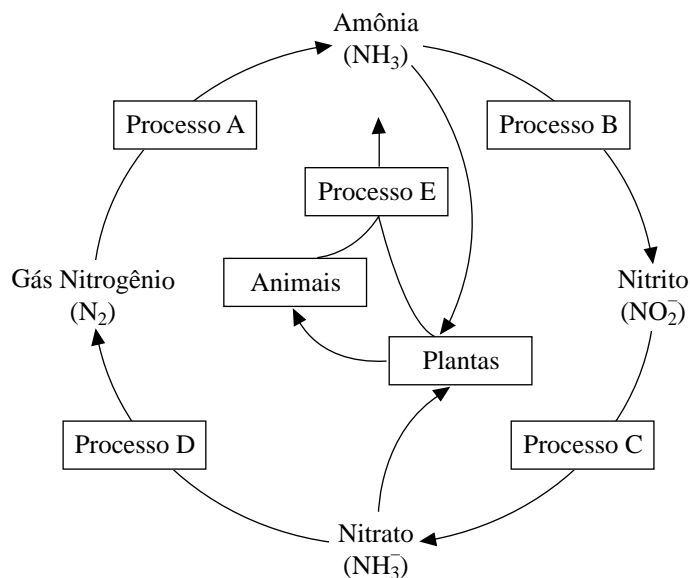 Amônia
(NH₃)
Processo A
Processo B
Processo E
Gás Nitrogênio
(N₂)
Animais
Nitrito
(NO₂⁻)
Plantas
Processo D
Processo C
Nitrato
(NH₃⁻)